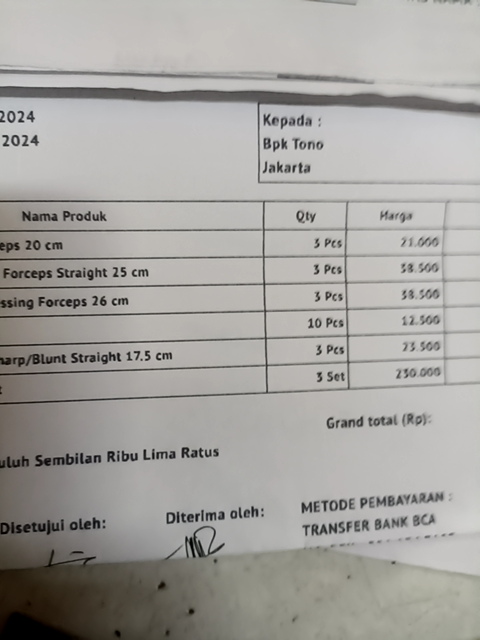 2024
2024
Kepada :
Bpk Tono
Jakarta
Nama Produk Qty Harga
eps 20 cm 3 Pcs 21.000
Forceps Straight 25 cm 3 Pcs 38.500
ssing Forceps 26 cm 3 Pcs 38.500
10 Pcs 12.500
harp/Blunt Straight 17.5 cm 3 Pcs 23.500
3 Set 230.000
Grand total (Rp):
uluh Sembilan Ribu Lima Ratus
Disetujui oleh: Diterima oleh: METODE PEMBAYARAN :
TRANSFER BANK BCA